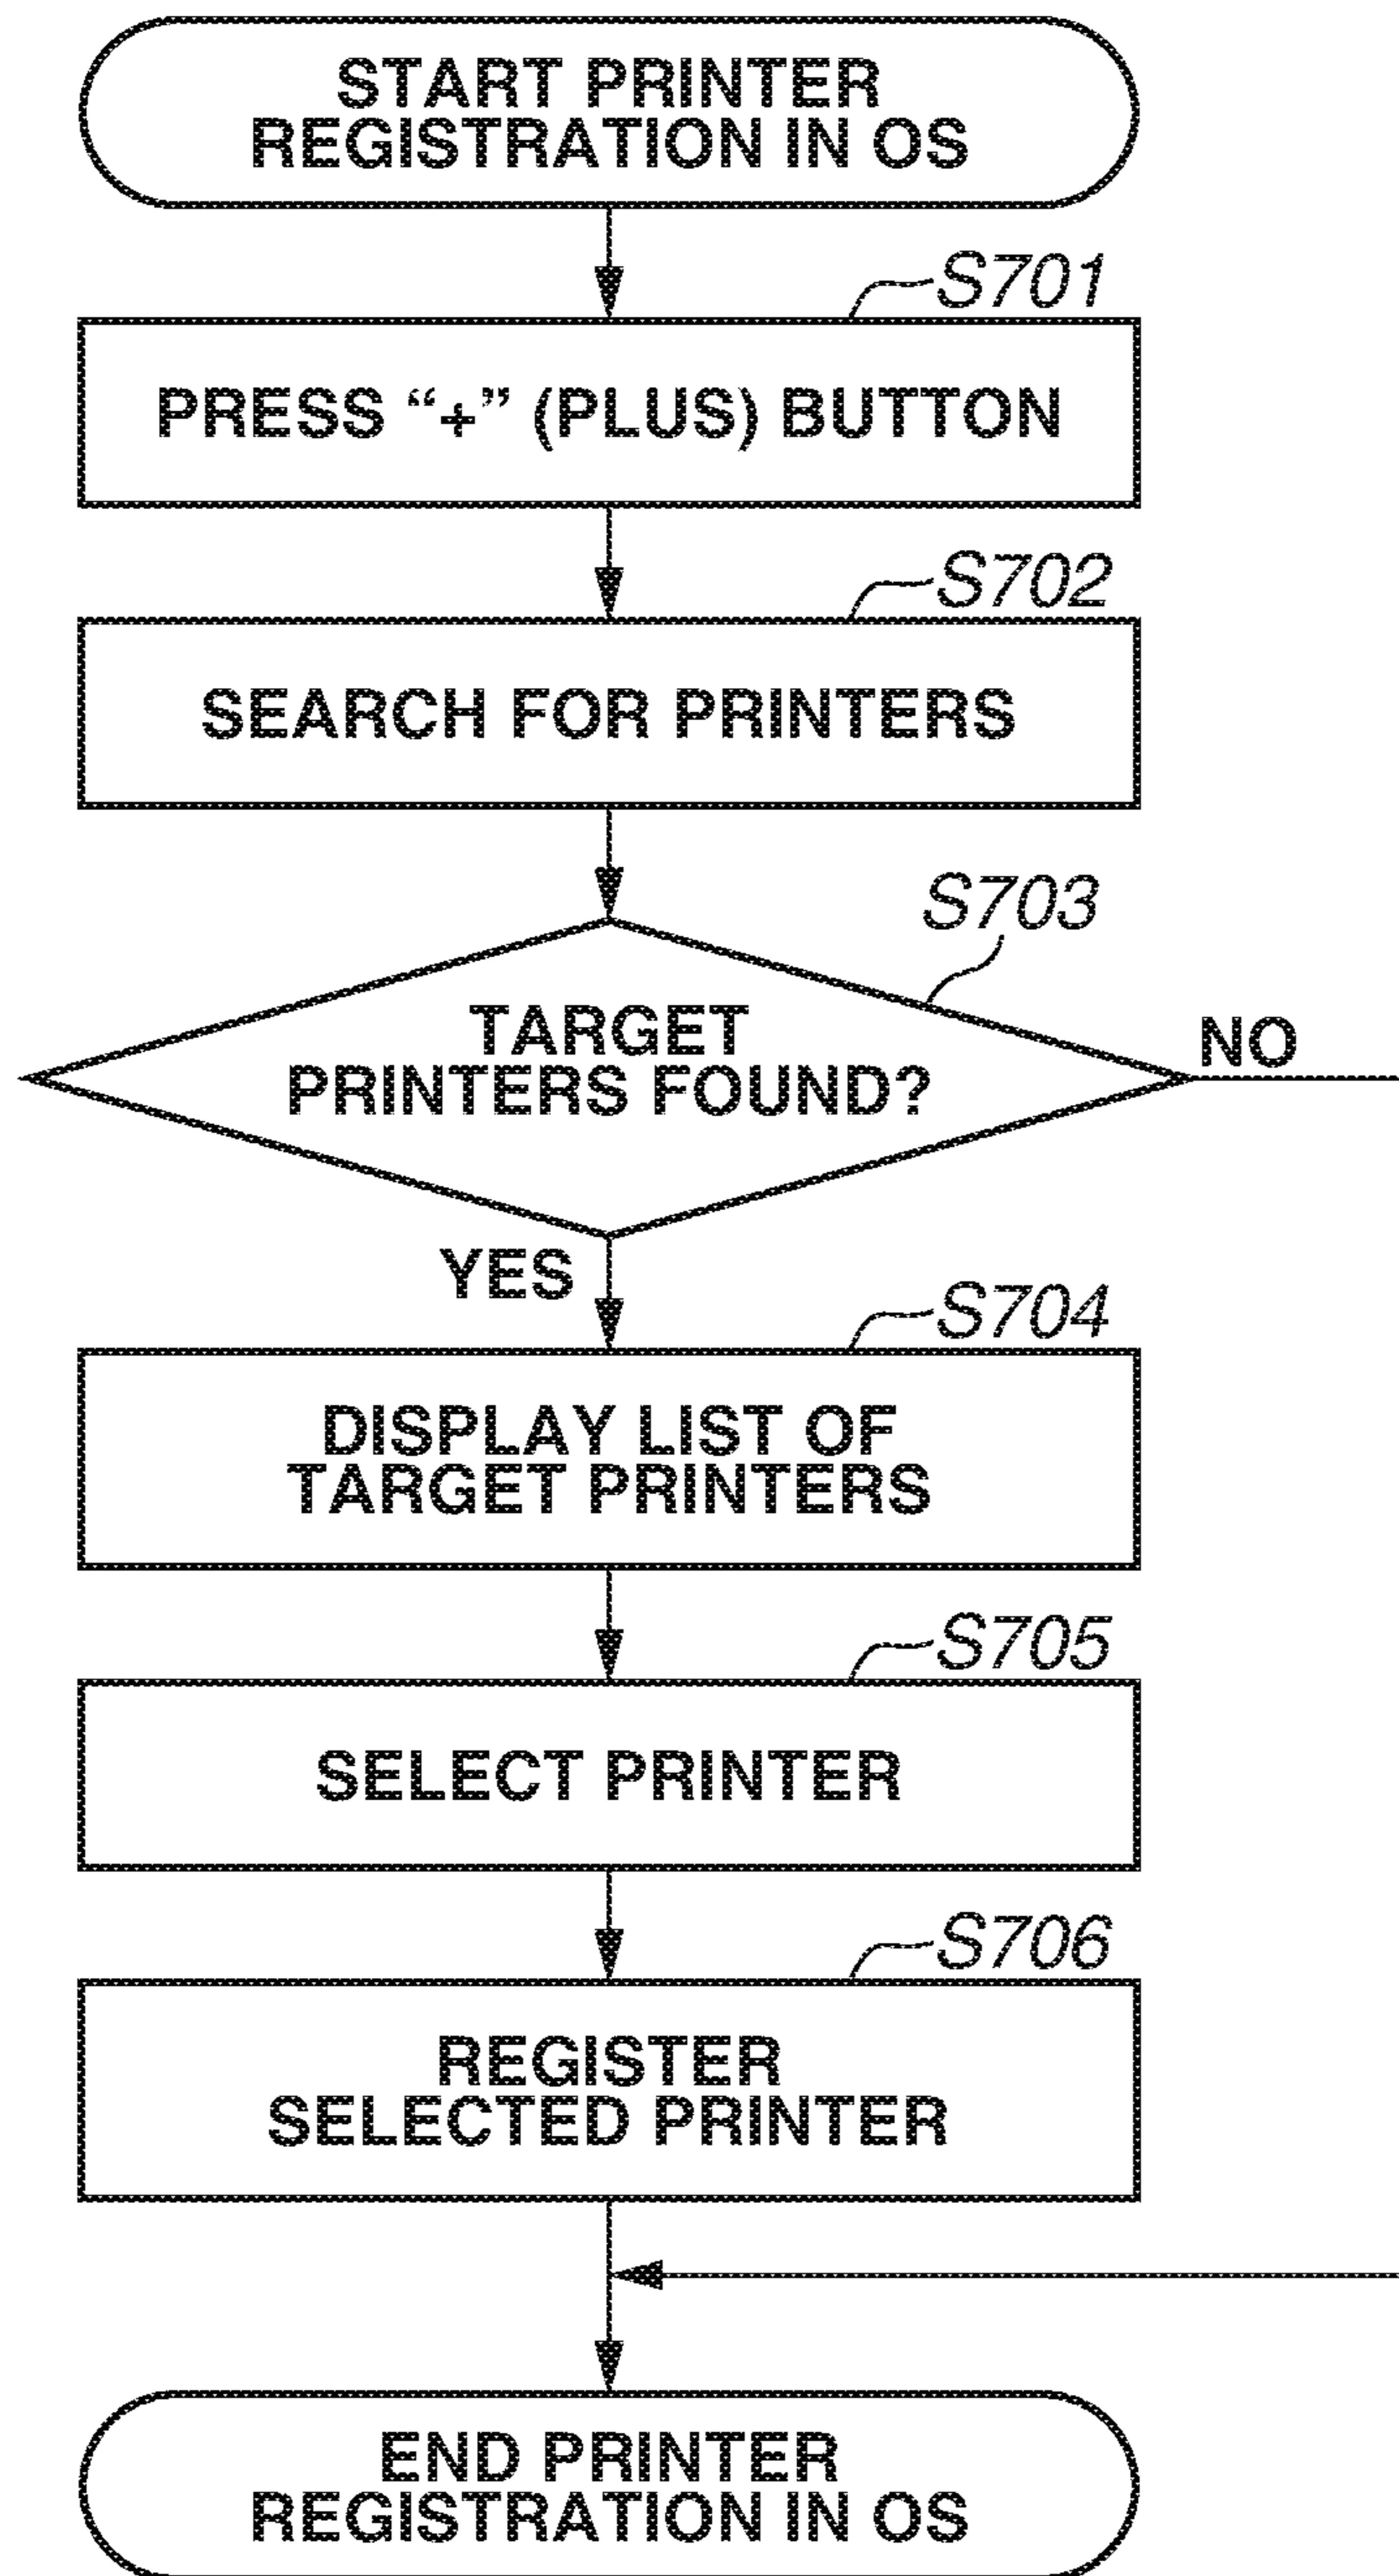 START PRINTER
REGISTRATION IN OS
S701
PRESS “+” (PLUS) BUTTON
S702
SEARCH FOR PRINTERS
S703
TARGET
PRINTERS FOUND?
NO
YES
S704
DISPLAY LIST OF
TARGET PRINTERS
S705
SELECT PRINTER
S706
REGISTER
SELECTED PRINTER
END PRINTER
REGISTRATION IN OS